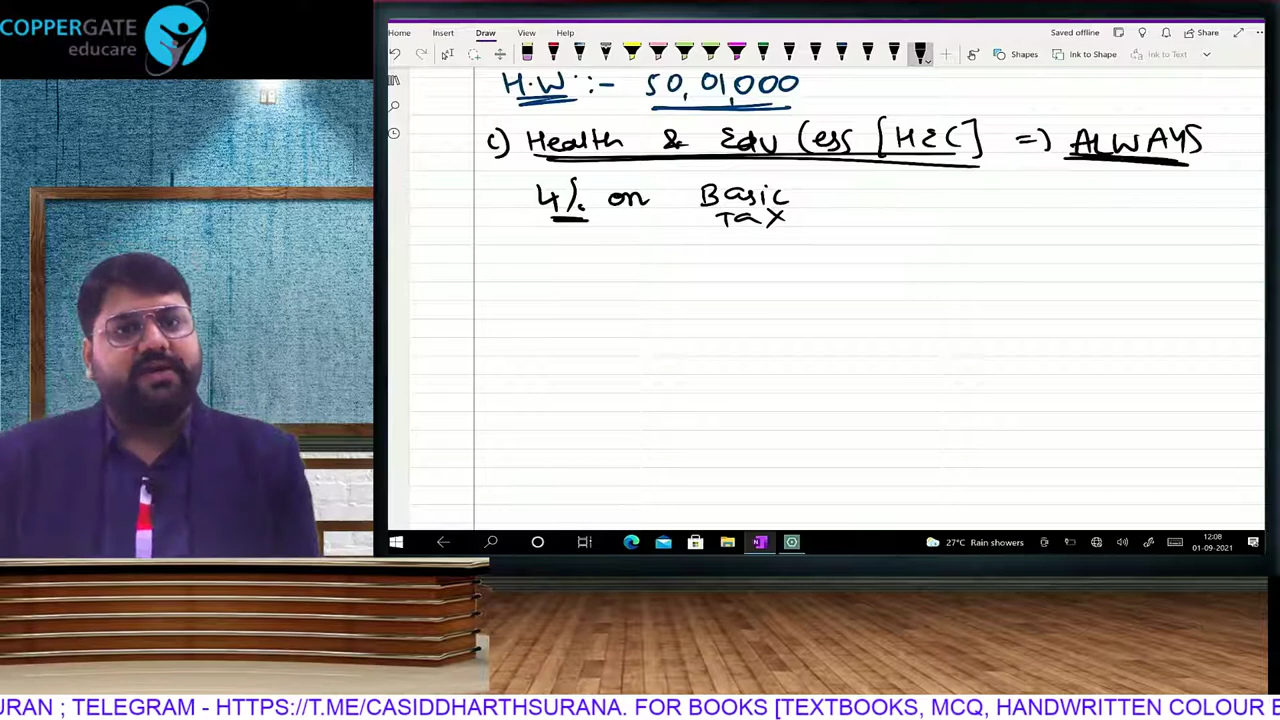 COPPERGATE
educare
Home Insert Draw View Help
Saved offline
Share
Shapes
Ink to Shape
Ink to Text
H.W :- 50,01,000
c) Health & Edu Cess [HEC] => ALWAYS
4% on Basic
Tax
27°C Rain showers
12:08
01-09-2021
URAN ; TELEGRAM - HTTPS://T.ME/CASIDDHARTHSURANA. FOR BOOKS [TEXTBOOKS, MCQ, HANDWRITTEN COLOUR B